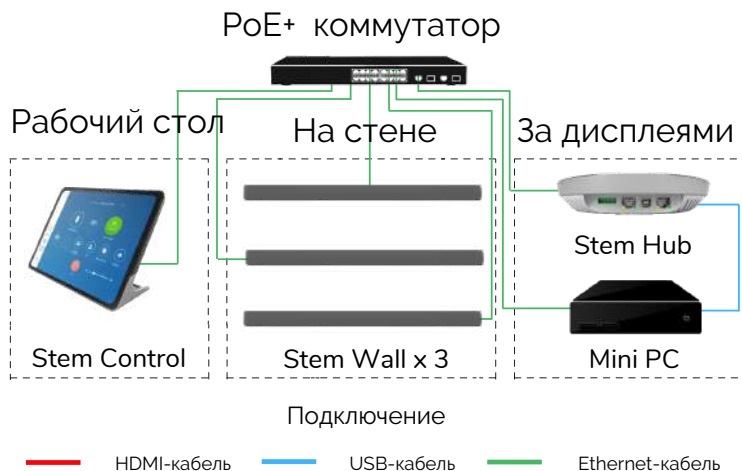 PoE+ коммутатор
Рабочий стол
На стене
За дисплеями
Stem Hub
Stem Control
Stem Wall x 3
Mini PC
Подключение
HDMI-кабель
USB-кабель
Ethernet-кабель